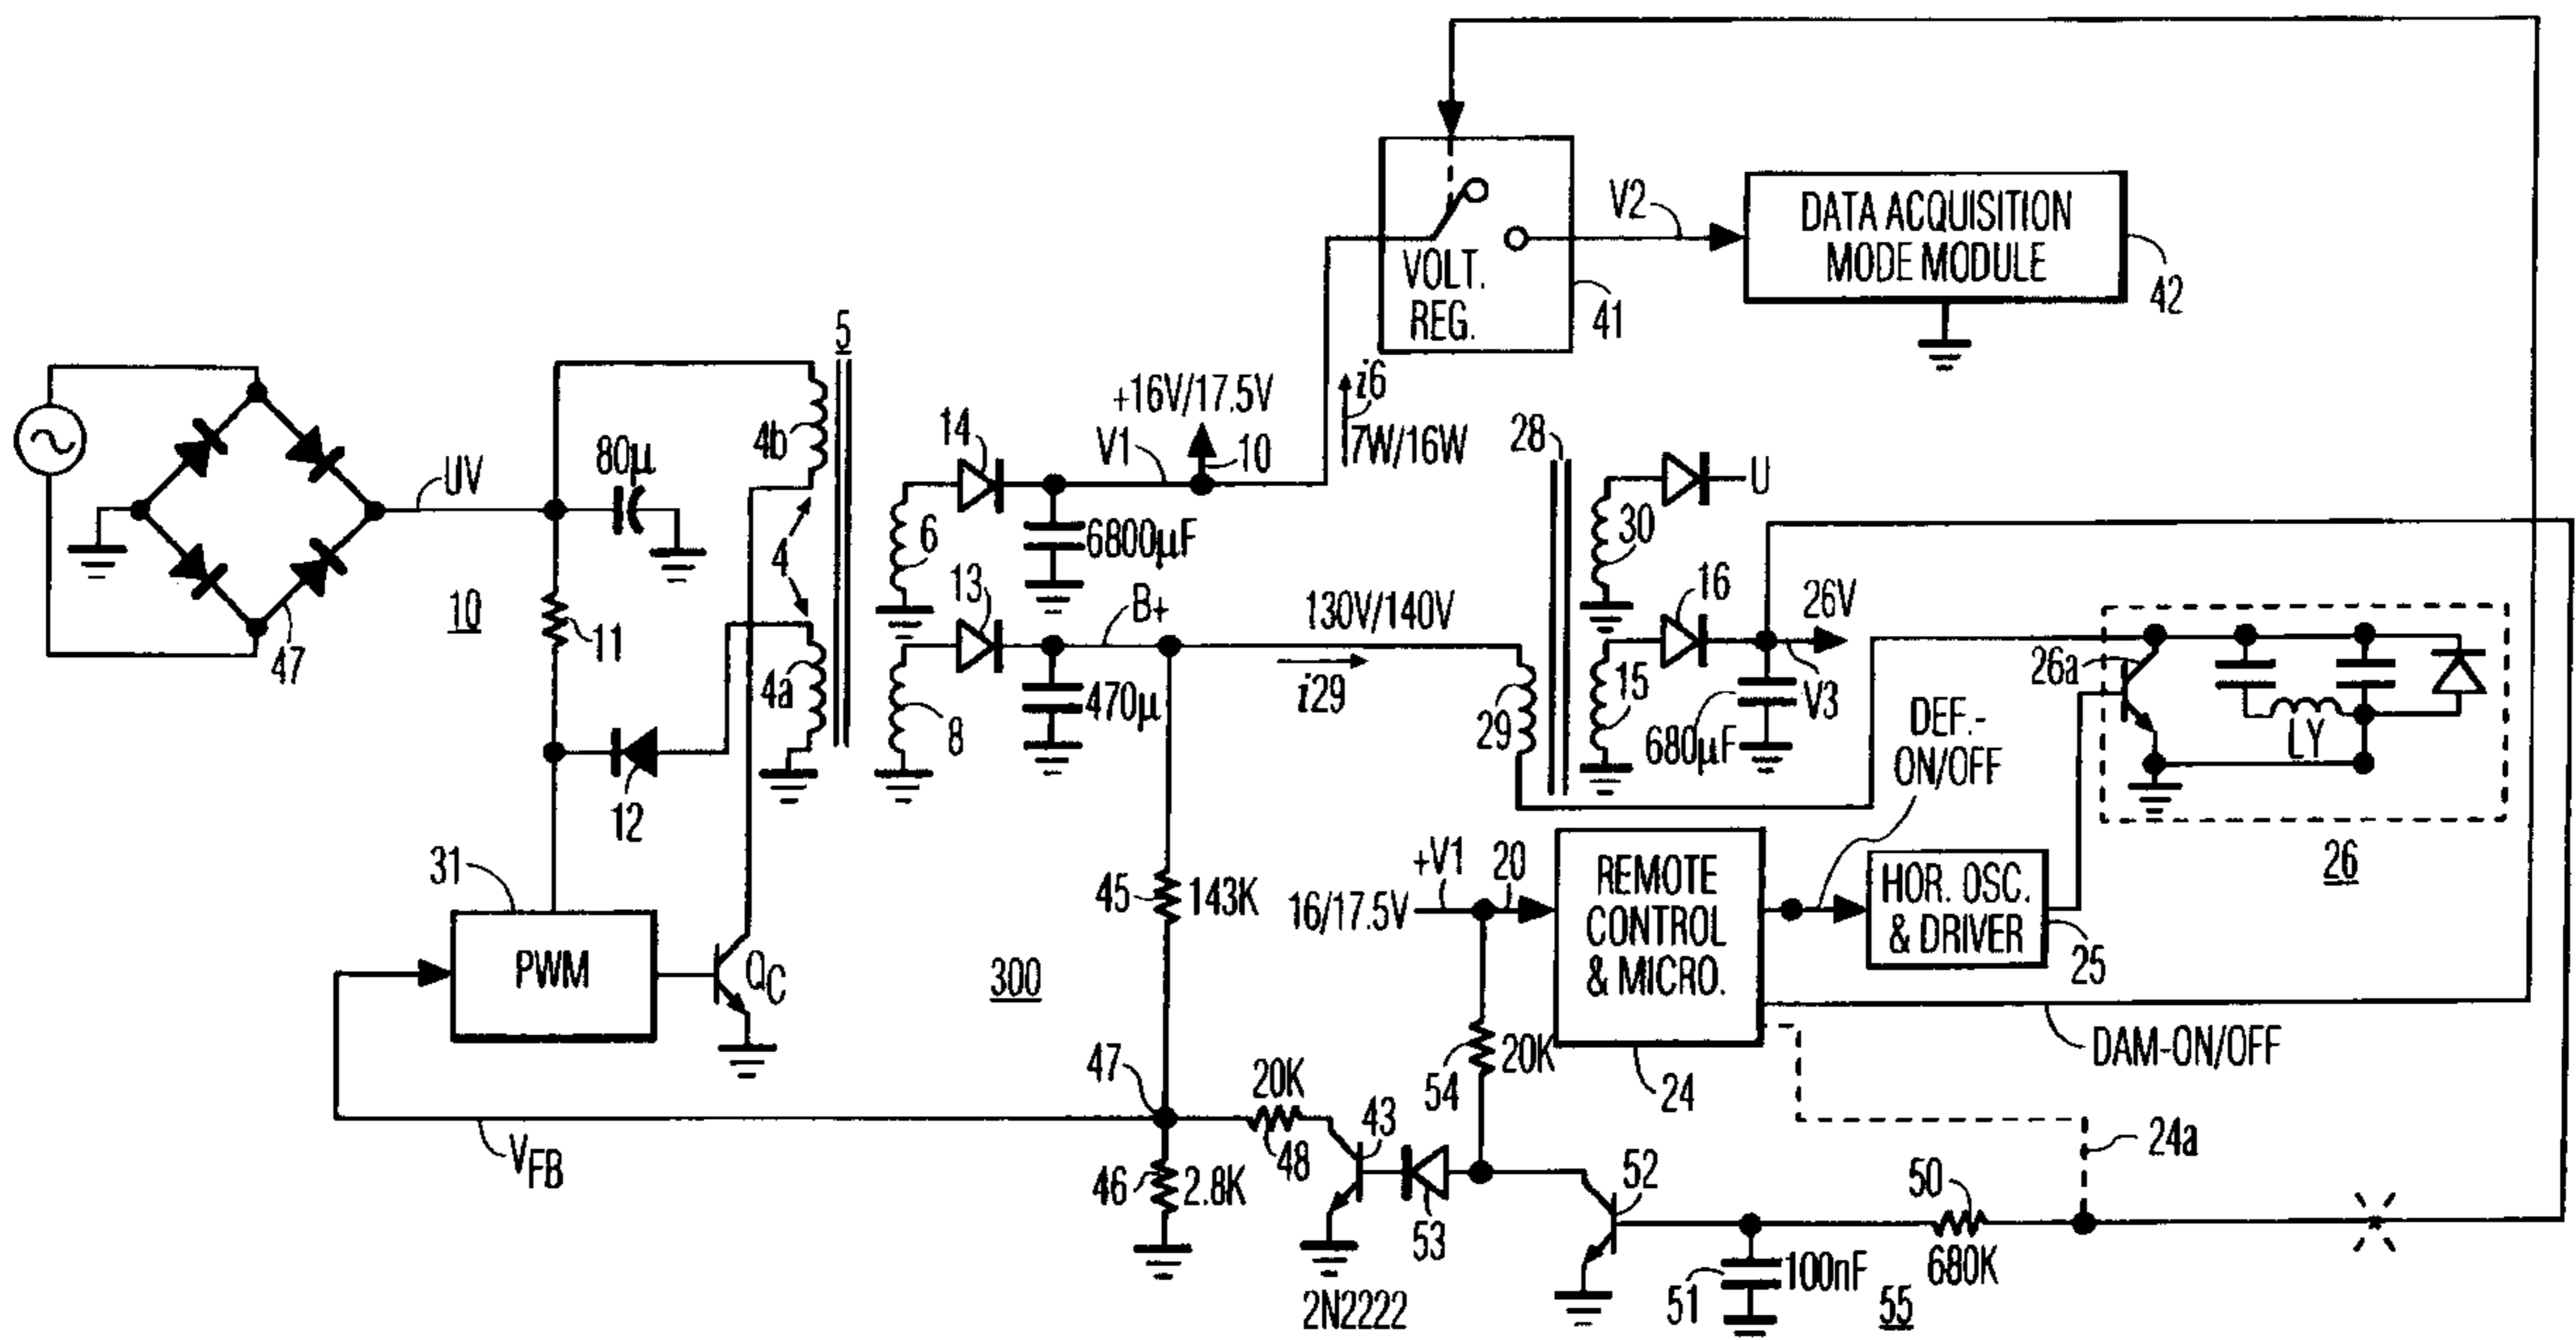 VOLT.
REG.
41
V2
DATA ACQUISITION
MODE MODULE
42
5
4b
4
4a
UV
80μ
10
11
12
47
31
PWM
QC
14
6
13
8
+16V/17.5V
V1
10
6800μF
B+
470μ
i6
7W/16W
130V/140V
i29
28
29
30
U
16
15
26V
V3
680μF
26a
LY
26
DEF.-
ON/OFF
45
143K
300
47
VFB
46
2.8K
20K
48
43
2N2222
53
+V1
20
16/17.5V
54
20K
REMOTE
CONTROL
& MICRO.
24
HOR. OSC.
& DRIVER
25
DAM-ON/OFF
24a
52
50
680K
51
100nF
55